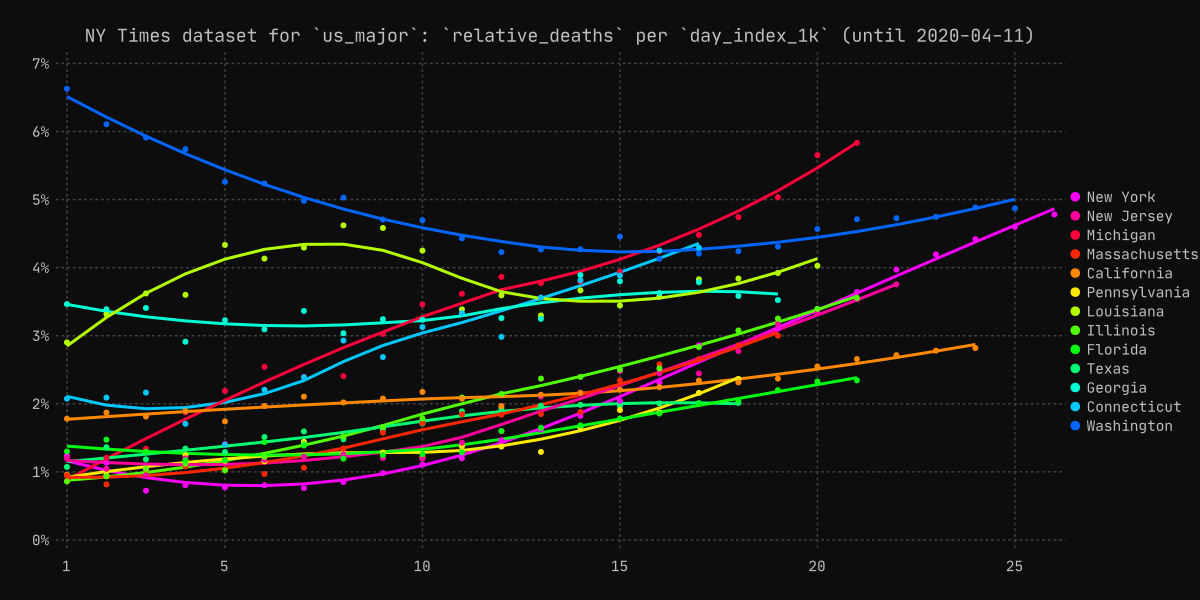 NY Times dataset for `us_major`: `relative_deaths` per `day_index_1k` (until 2020-04-11)
7%
6%
5%
4%
3%
2%
1%
0%
1 5 10 15 20 25
New York
New Jersey
Michigan
Massachusetts
California
Pennsylvania
Louisiana
Illinois
Florida
Texas
Georgia
Connecticut
Washington